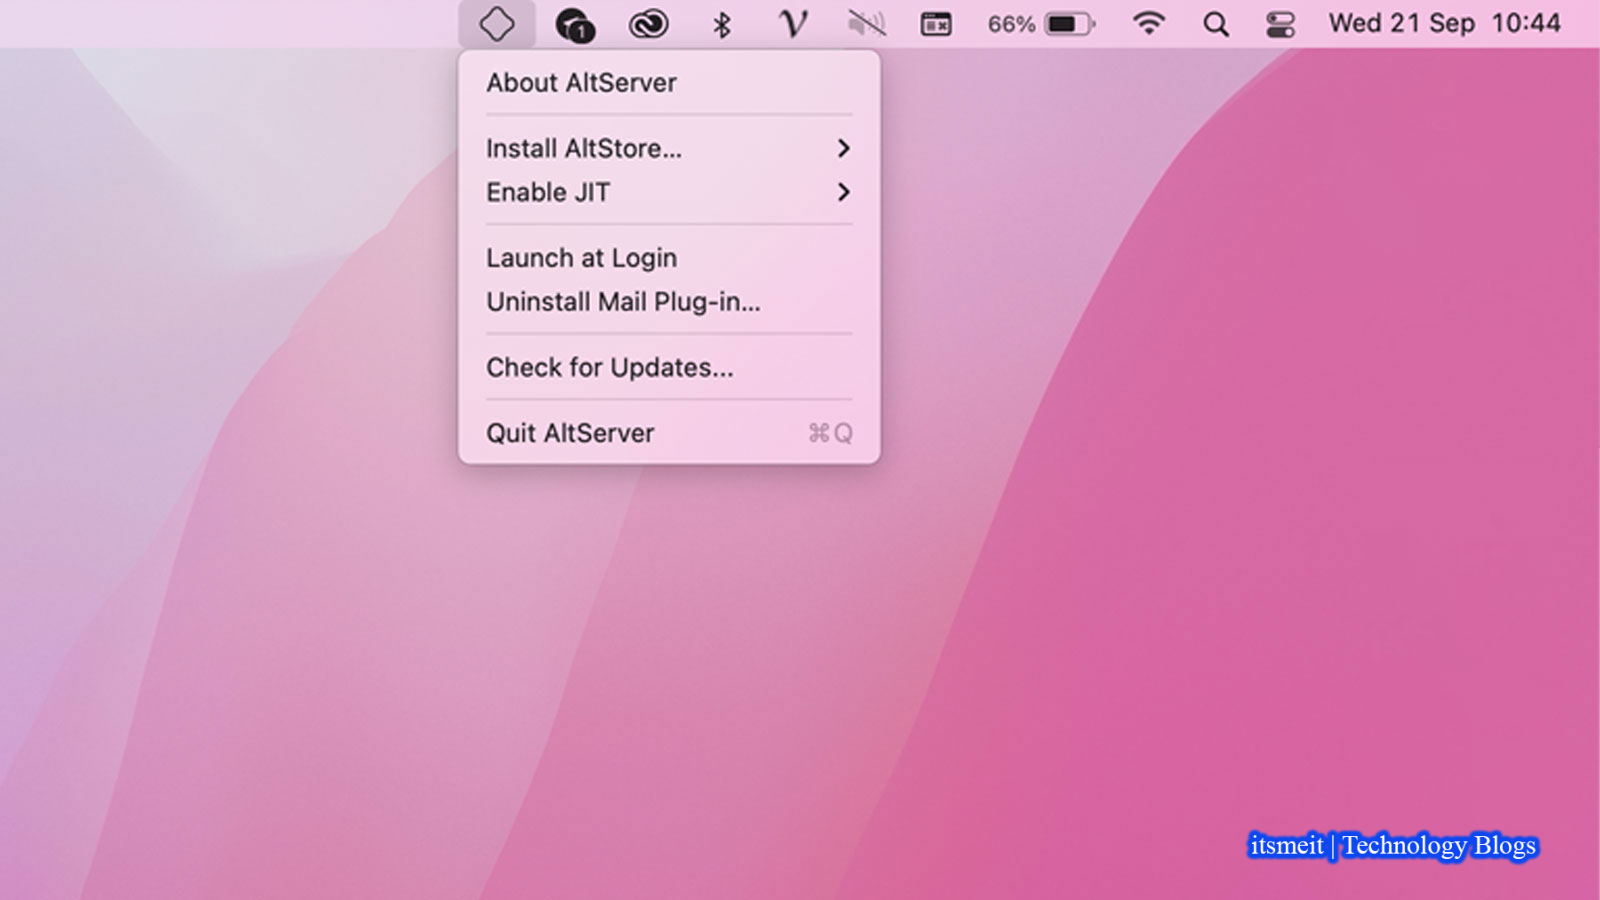 1 66% Wed 21 Sep 10:44
About AltServer
Install AltStore...
Enable JIT
Launch at Login
Uninstall Mail Plug-in...
Check for Updates...
Quit AltServer ⌘Q
itsmeit | Technology Blogs